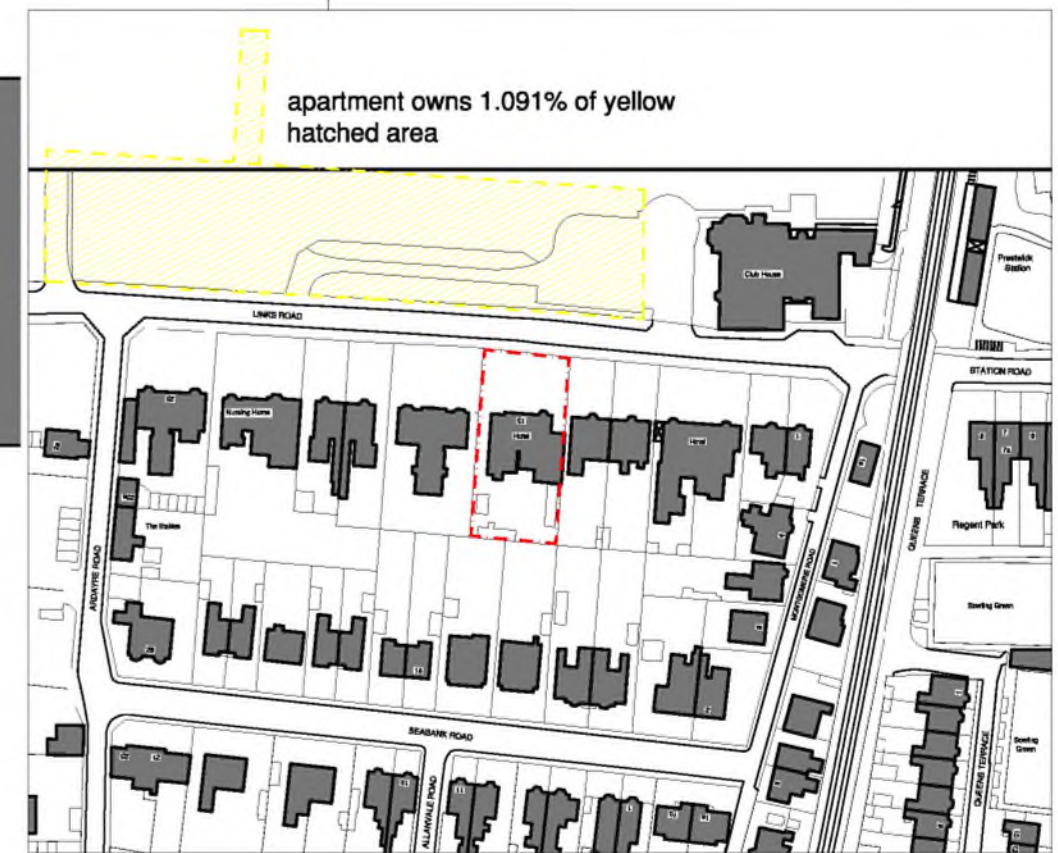 apartment owns 1.091% of yellow
hatched area
Club House
Prestwick
Station
LINKS ROAD
STATION ROAD
Nursing Home
Hotel
Hotel
QUEENS TERRACE
Regent Park
The Stables
ARDAYRE ROAD
MONTGOMERIE ROAD
Bowling Green
SEABANK ROAD
Bowling
Green
QUEENS TERRACE
ALLANVALE ROAD